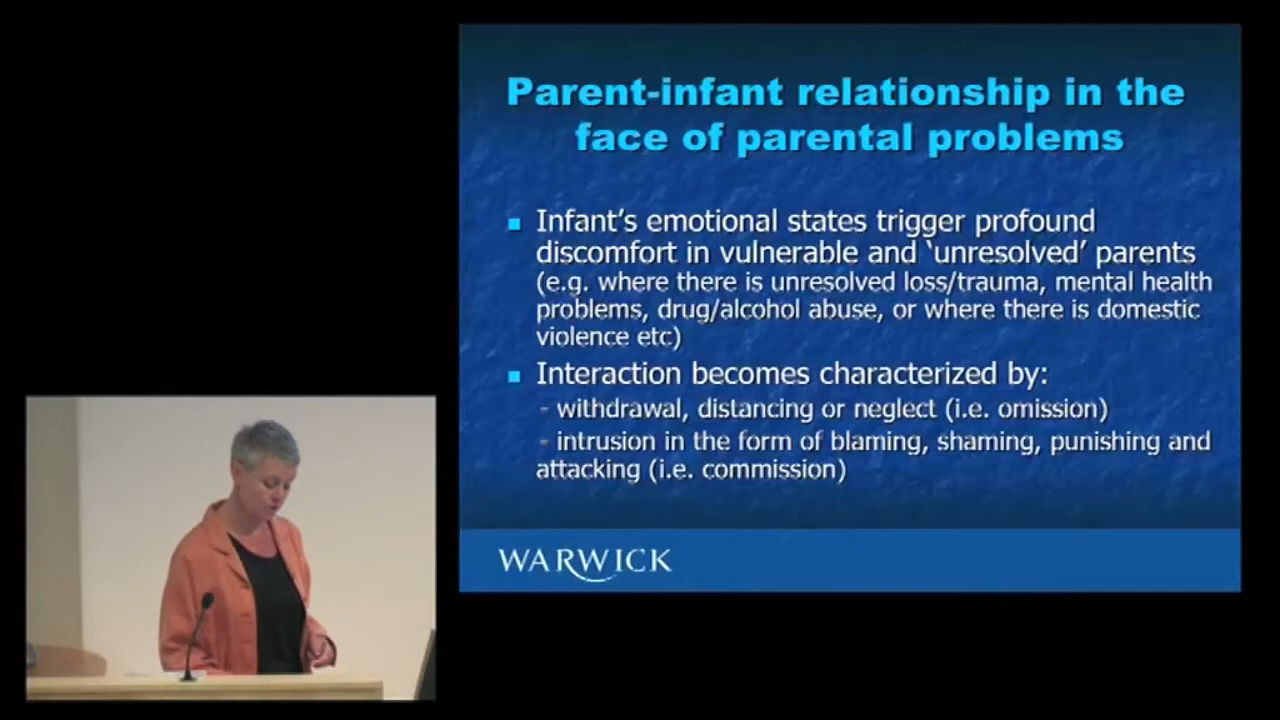 Parent-infant relationship in the
face of parental problems
Infant's emotional states trigger profound
discomfort in vulnerable and 'unresolved' parents
(e.g. where there is unresolved loss/trauma, mental health
problems, drug/alcohol abuse, or where there is domestic
violence etc)
Interaction becomes characterized by:
- withdrawal, distancing or neglect (i.e. omission)
- intrusion in the form of blaming, shaming, punishing and
attacking (i.e. commission)
WARWICK